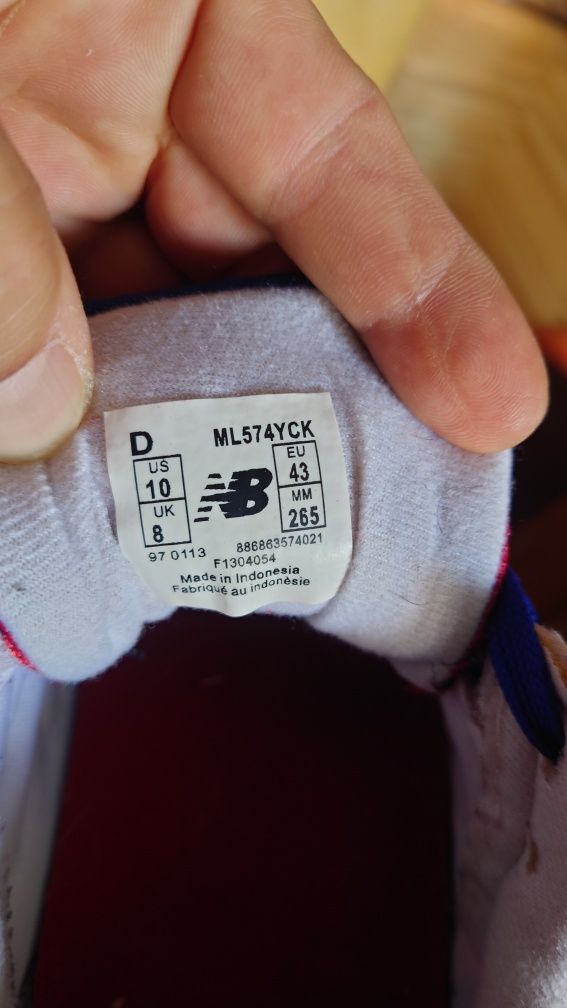 D ML574YCK
US
10
UK
8
NB
EU
43
MM
265
97 0113 886863574021
F1304054
Made in Indonesia
Fabriqué au indonèsie